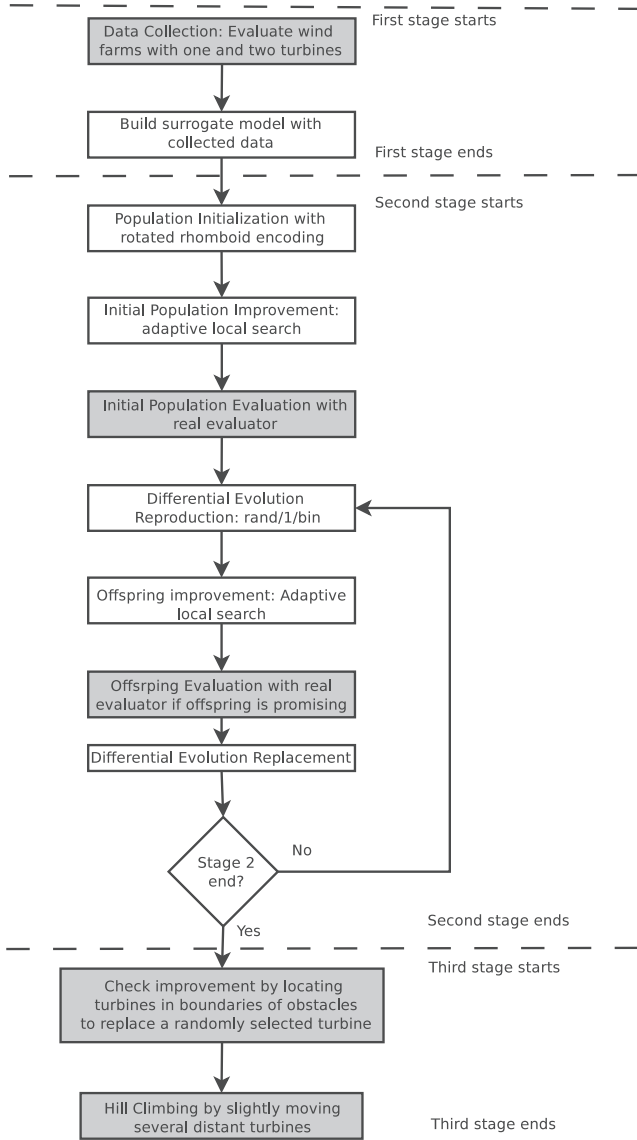 First stage starts
Data Collection: Evaluate wind
farms with one and two turbines
Build surrogate model with
collected data
First stage ends
Second stage starts
Population Initialization with
rotated rhomboid encoding
Initial Population Improvement:
adaptive local search
Initial Population Evaluation with
real evaluator
Differential Evolution
Reproduction: rand/1/bin
Offspring improvement: Adaptive
local search
Offsrping Evaluation with real
evaluator if offspring is promising
Differential Evolution Replacement
Stage 2
end?
No
Yes
Second stage ends
Third stage starts
Check improvement by locating
turbines in boundaries of obstacles
to replace a randomly selected turbine
Hill Climbing by slightly moving
several distant turbines
Third stage ends